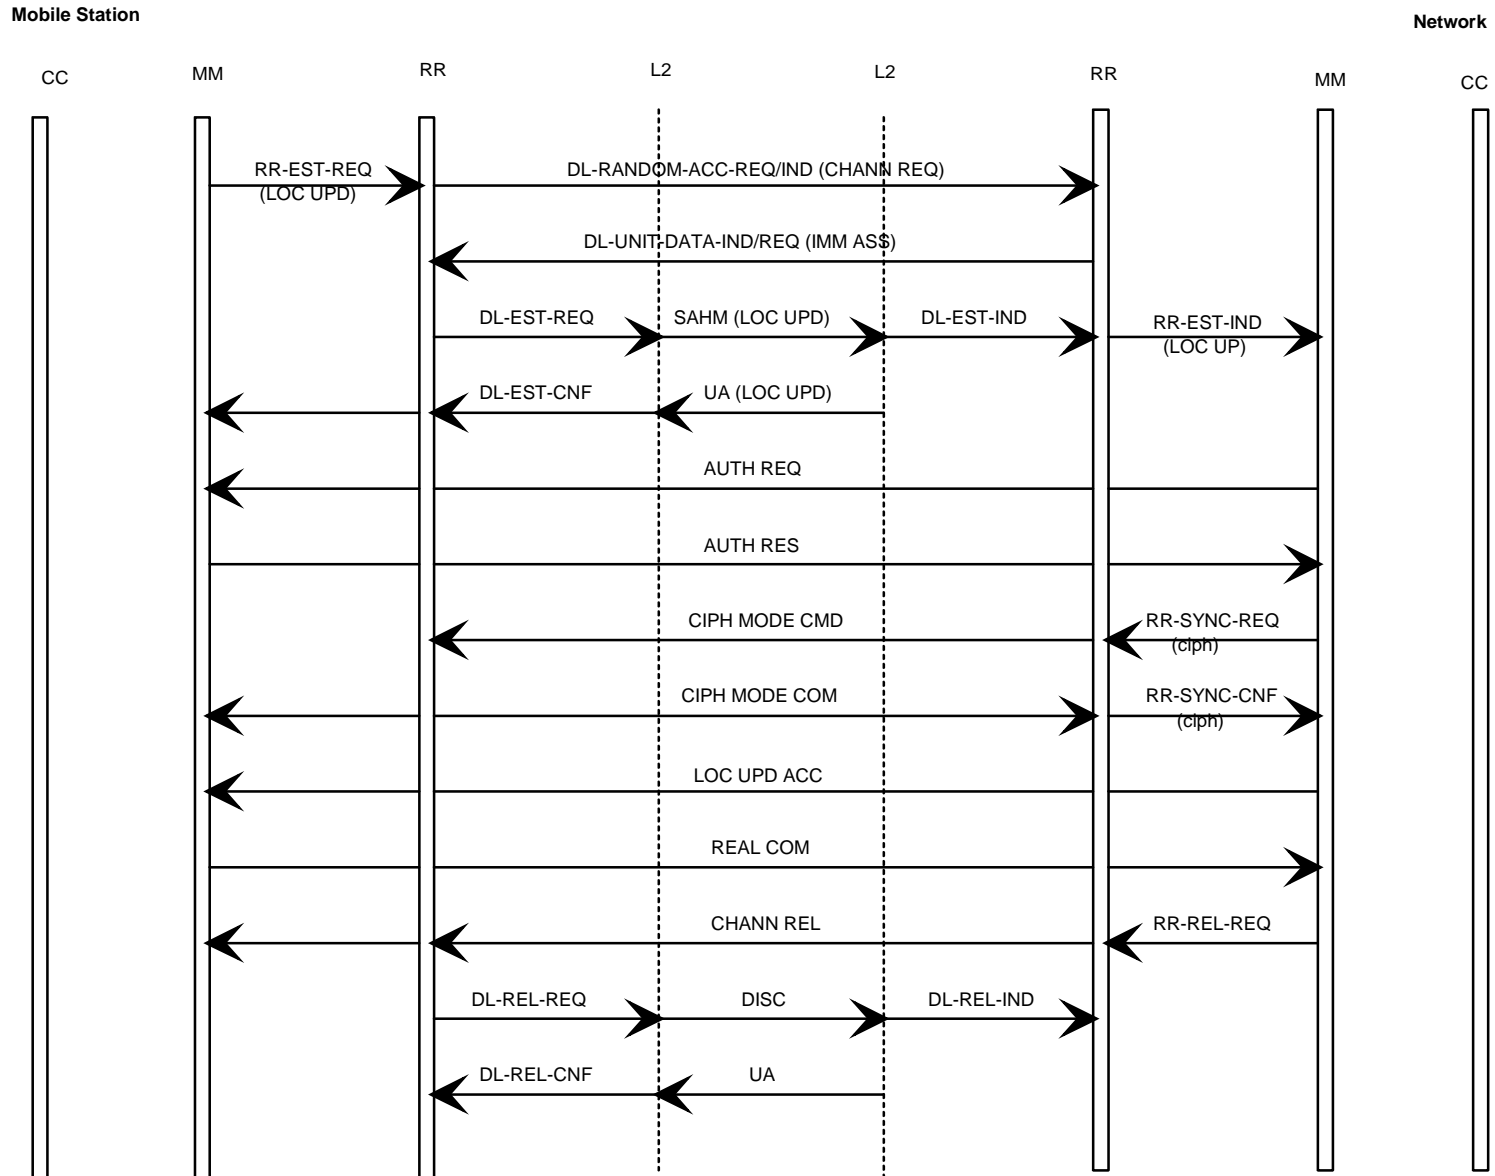 Mobile Station
Network
CC
MM
RR
L2
L2
RR
MM
CC
RR-EST-REQ
(LOC UPD)
DL-RANDOM-ACC-REQ/IND (CHANN REQ)
DL-UNIT-DATA-IND/REQ (IMM ASS)
DL-EST-REQ
SAHM (LOC UPD)
DL-EST-IND
RR-EST-IND
(LOC UP)
DL-EST-CNF
UA (LOC UPD)
AUTH REQ
AUTH RES
CIPH MODE CMD
RR-SYNC-REQ
(ciph)
CIPH MODE COM
RR-SYNC-CNF
(ciph)
LOC UPD ACC
REAL COM
CHANN REL
RR-REL-REQ
DL-REL-REQ
DISC
DL-REL-IND
DL-REL-CNF
UA